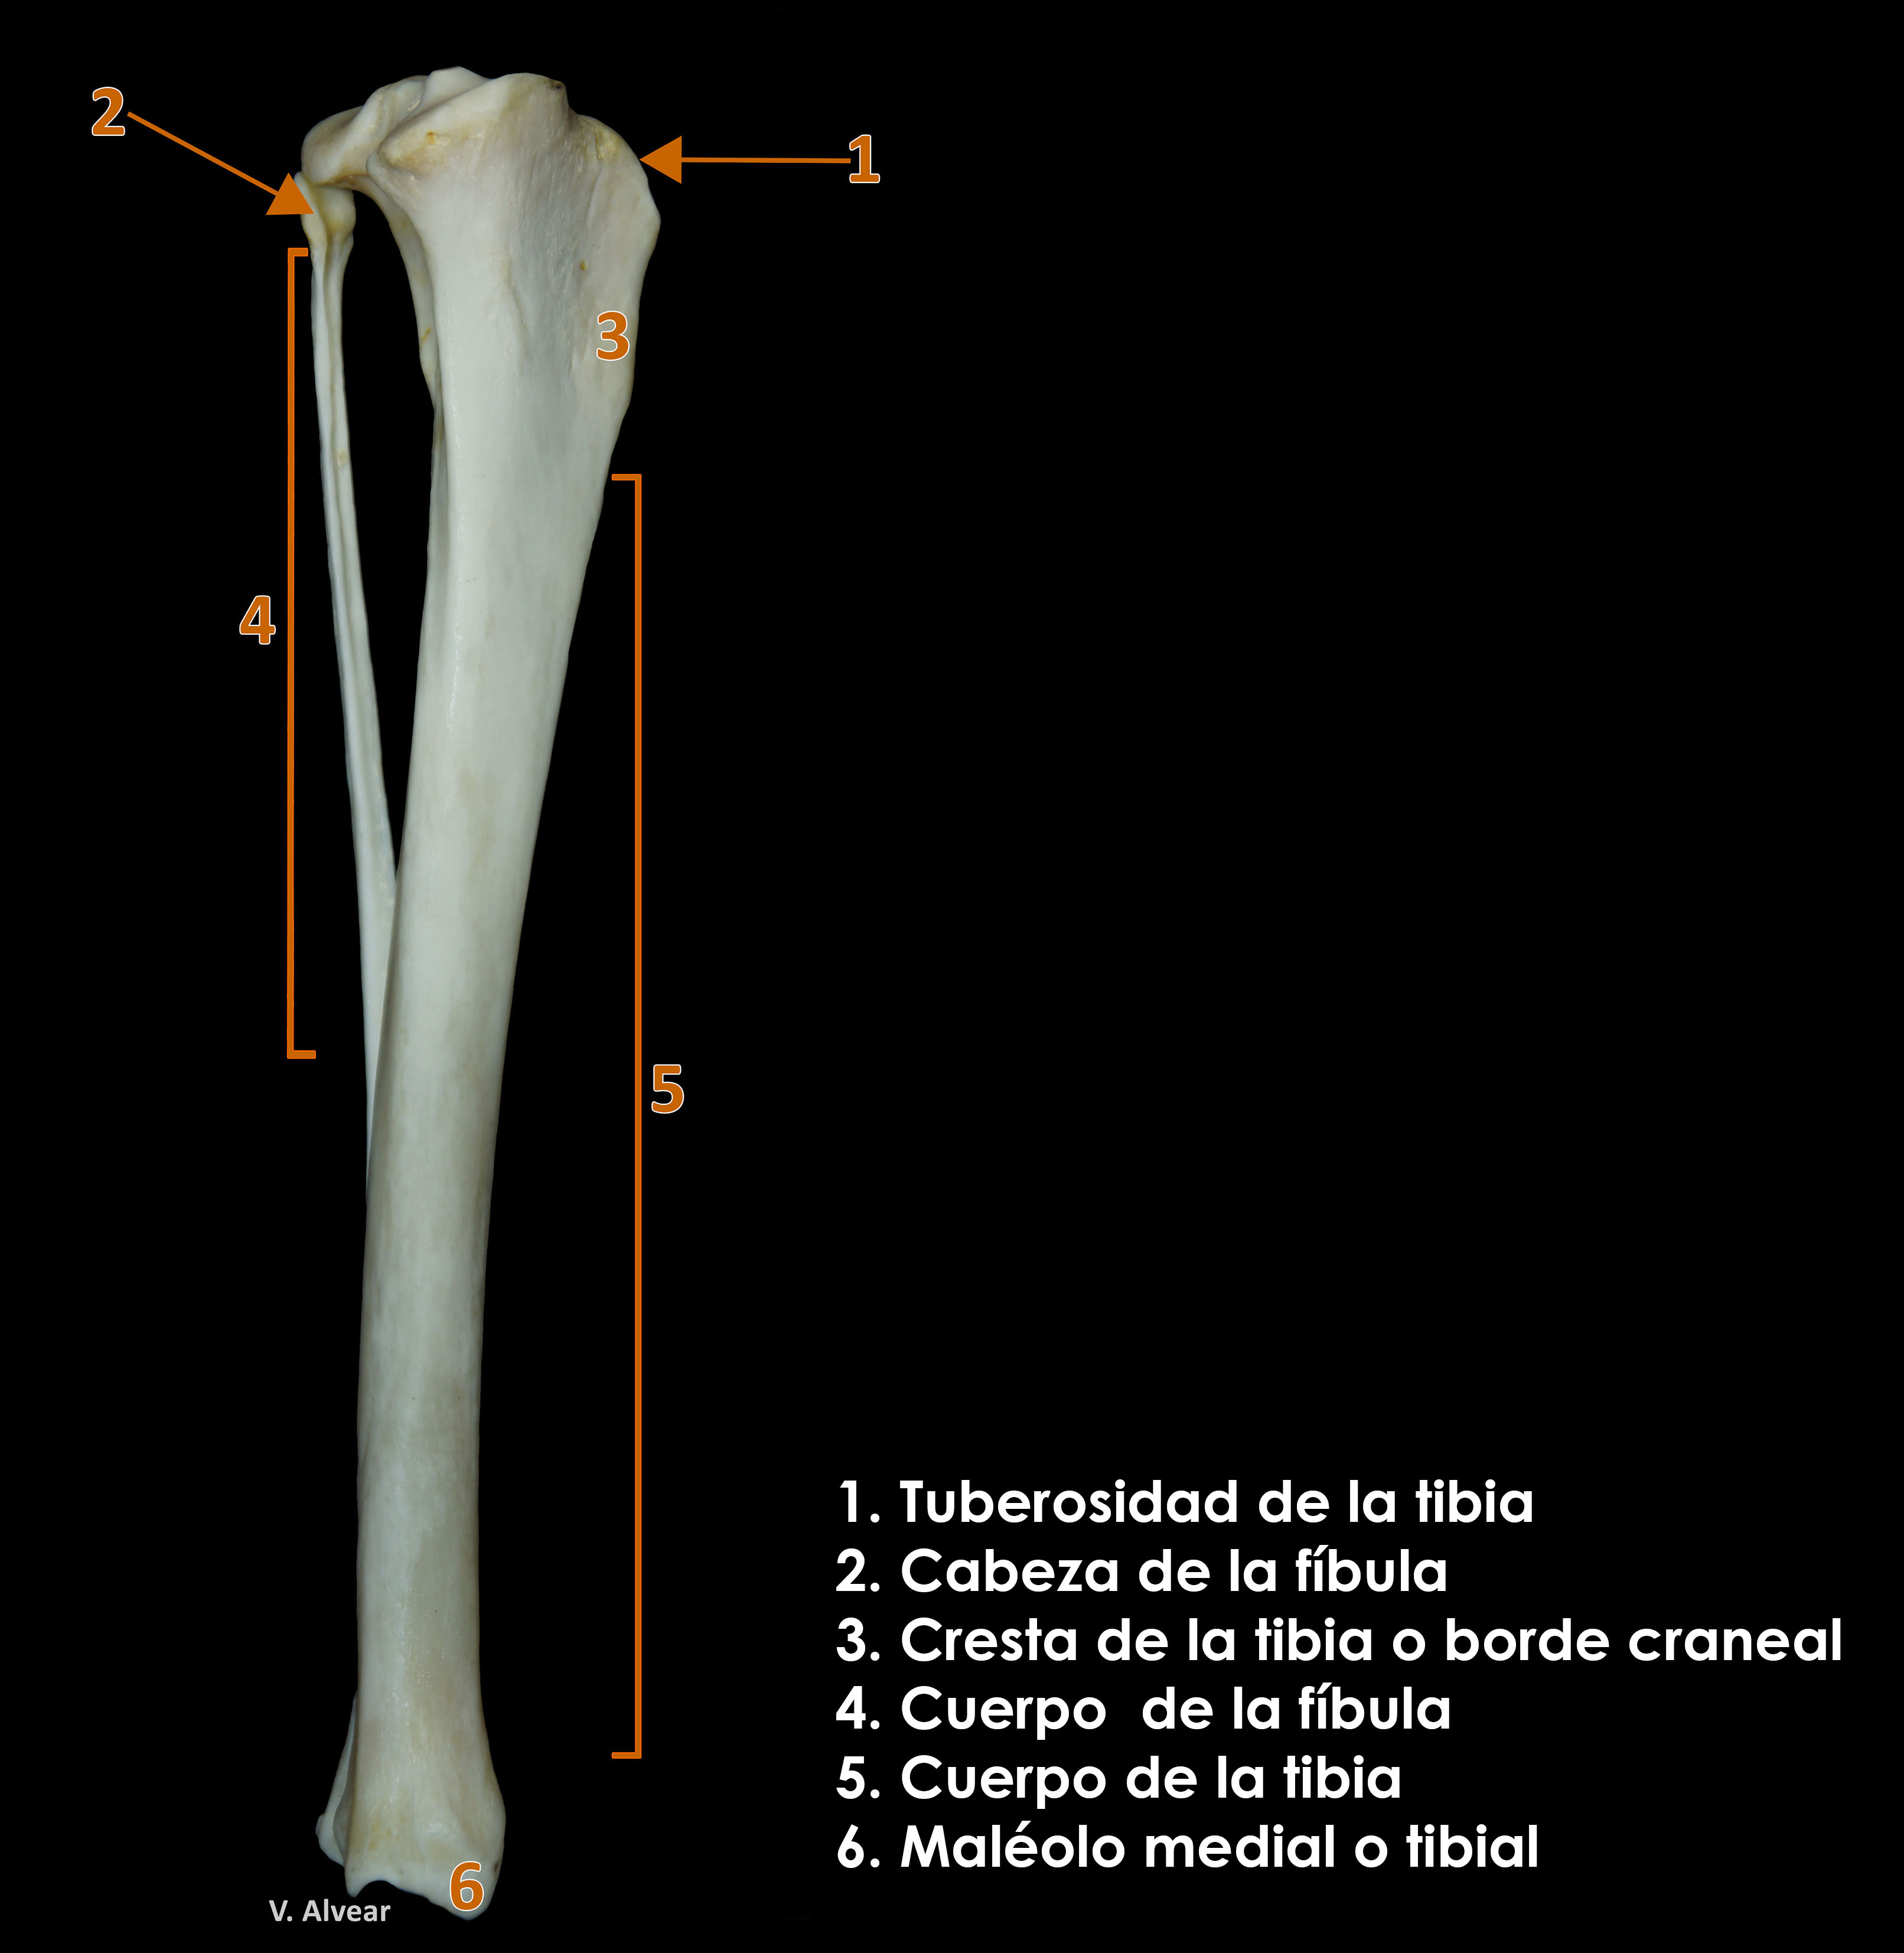 2
1
3
4
5
1. Tuberosidad de la tibia
2. Cabeza de la fíbula
3. Cresta de la tibia o borde craneal
4. Cuerpo  de la fíbula
5. Cuerpo de la tibia
6. Maléolo medial o tibial
6
V. Alvear